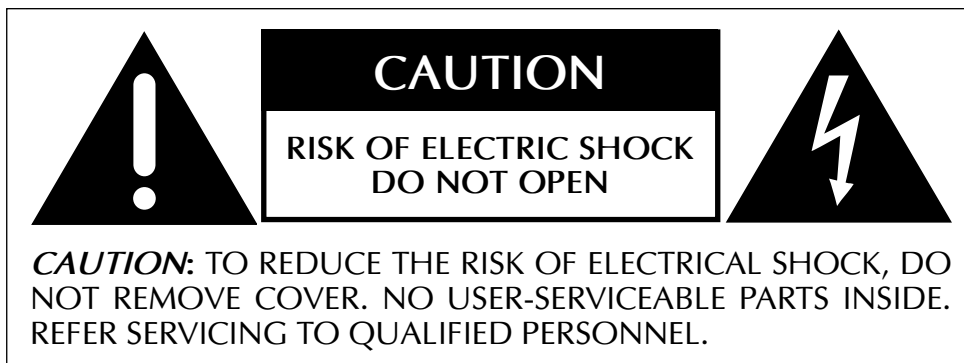 CAUTION
RISK OF ELECTRIC SHOCK
DO NOT OPEN
CAUTION: TO REDUCE THE RISK OF ELECTRICAL SHOCK, DO
NOT REMOVE COVER. NO USER-SERVICEABLE PARTS INSIDE.
REFER SERVICING TO QUALIFIED PERSONNEL.